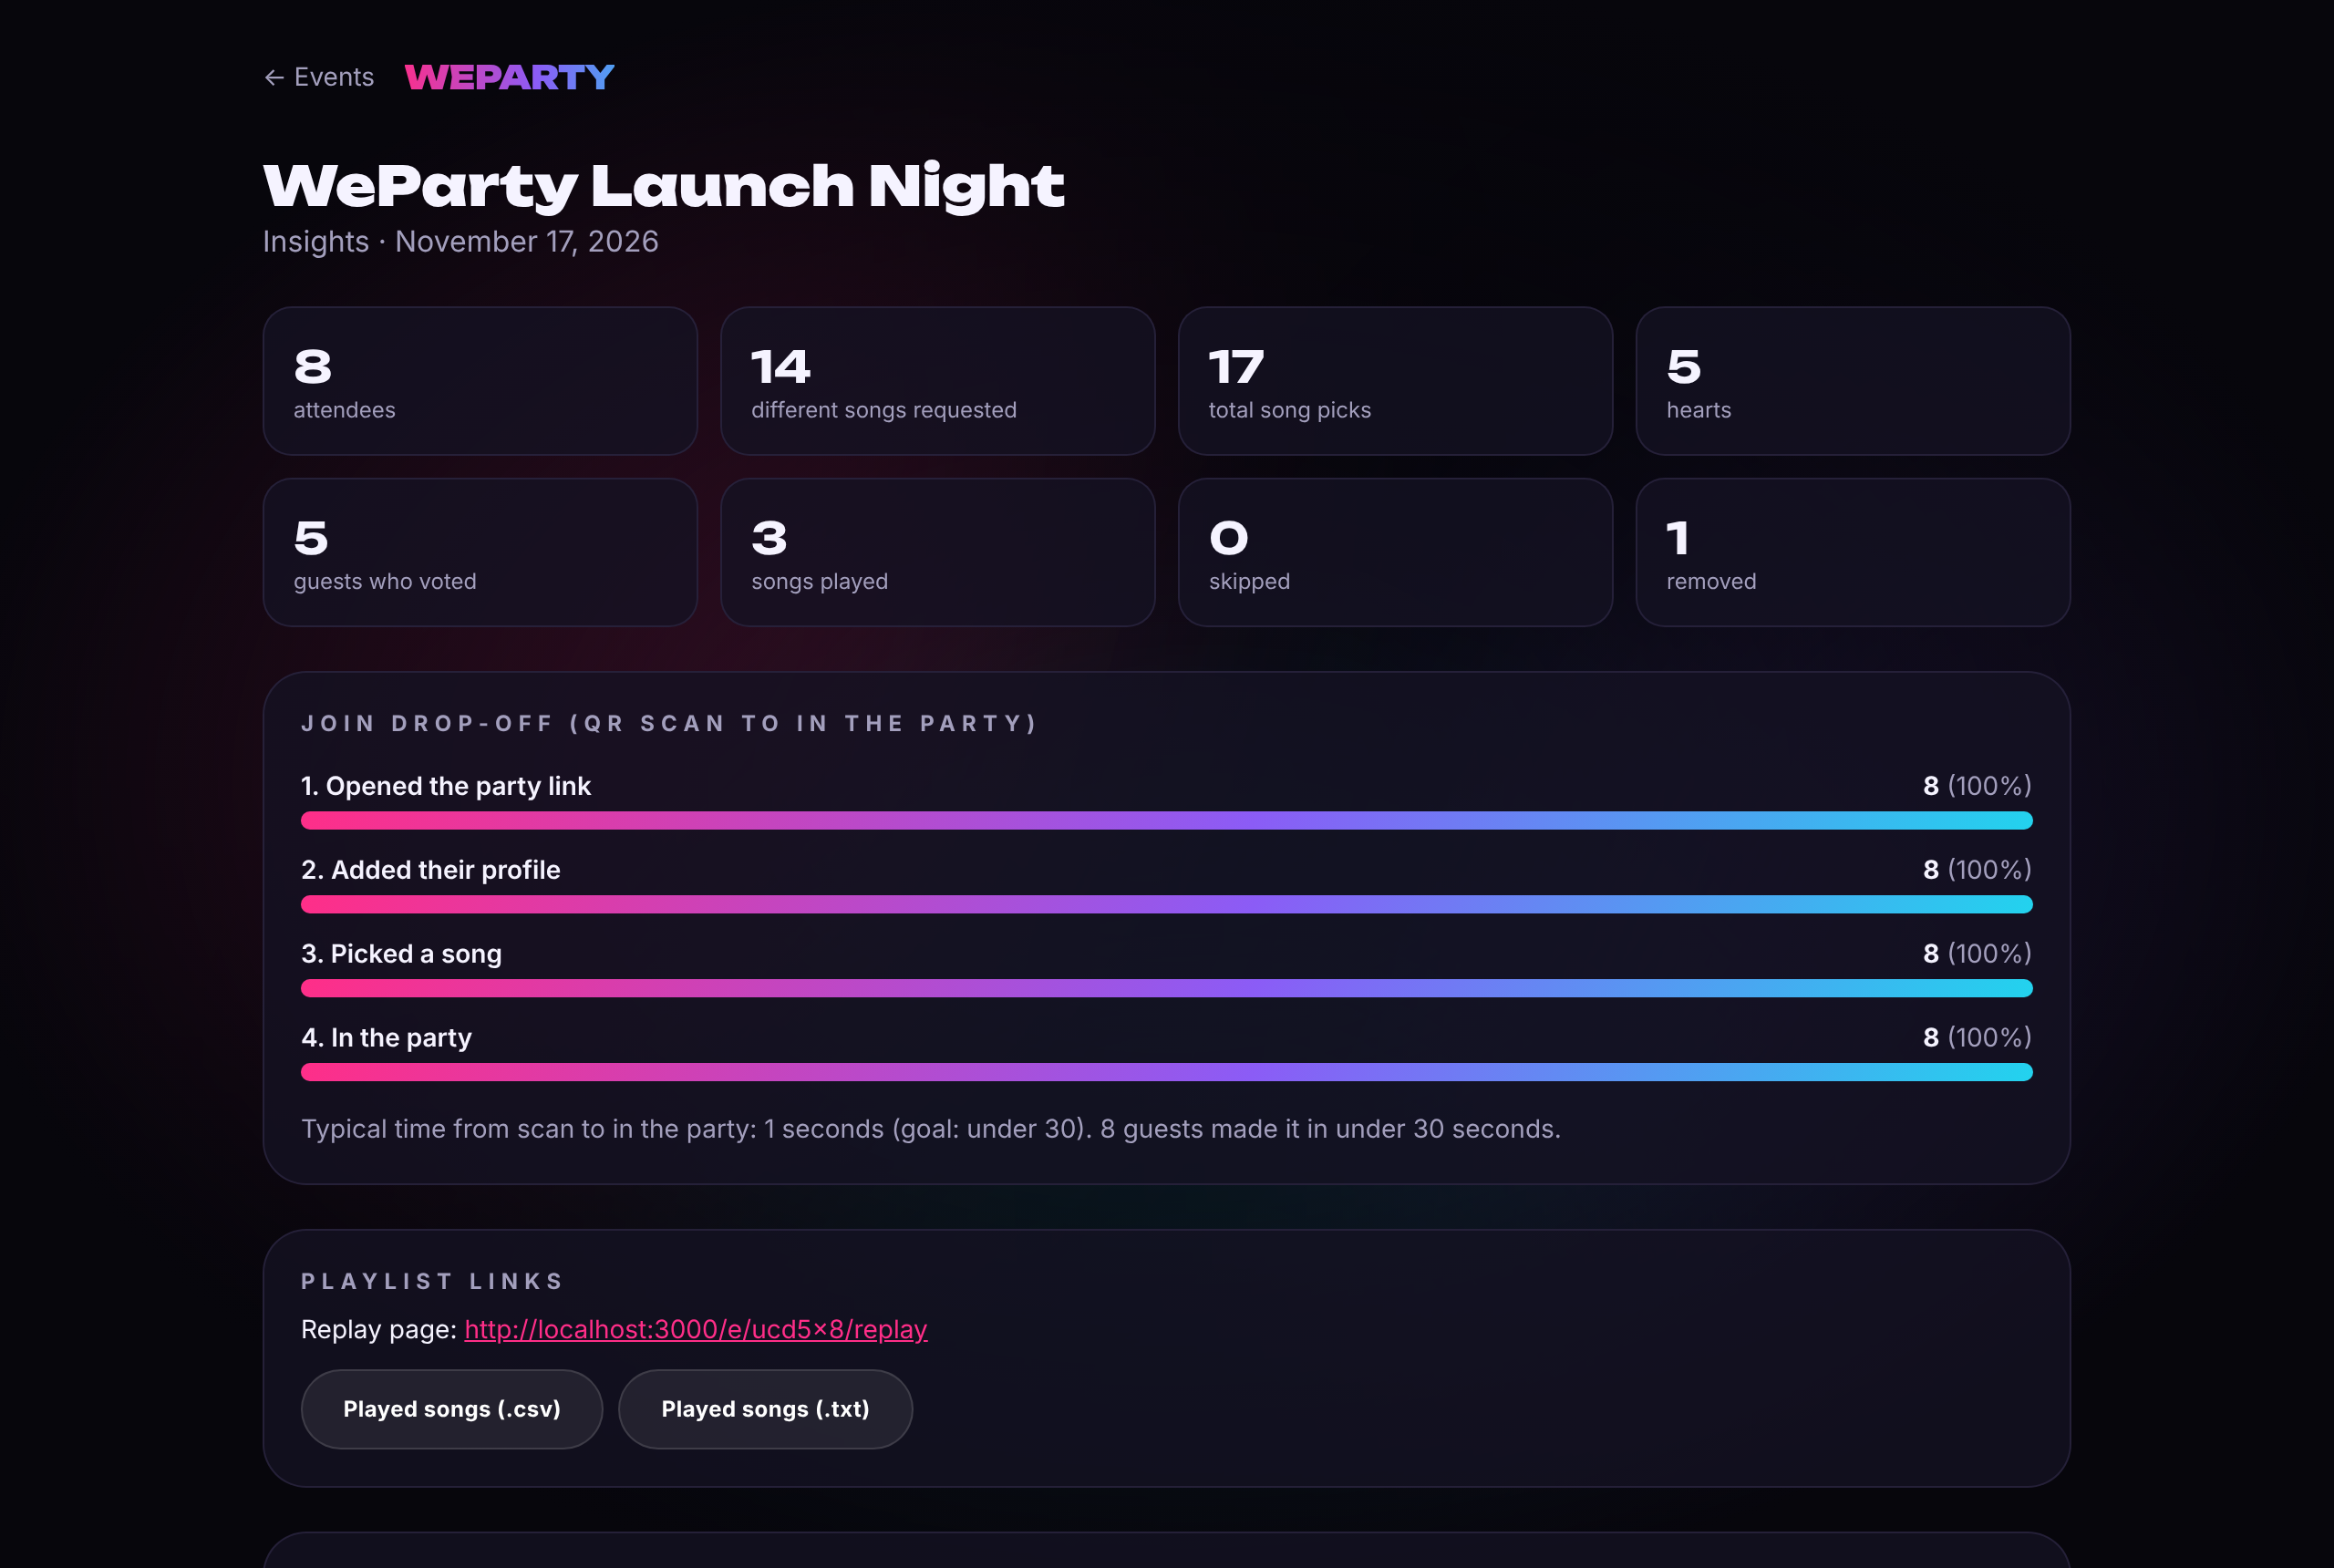 ← Events WEPARTY
WeParty Launch Night
Insights · November 17, 2026
8 14 17 5
attendees different songs requested total song picks hearts
5 3 0 1
guests who voted songs played skipped removed
JOIN DROP-OFF (QR SCAN TO IN THE PARTY)
1. Opened the party link 8 (100%)
2. Added their profile 8 (100%)
3. Picked a song 8 (100%)
4. In the party 8 (100%)
Typical time from scan to in the party: 1 seconds (goal: under 30). 8 guests made it in under 30 seconds.
PLAYLIST LINKS
Replay page: http://localhost:3000/e/ucd5×8/replay
Played songs (.csv) Played songs (.txt)